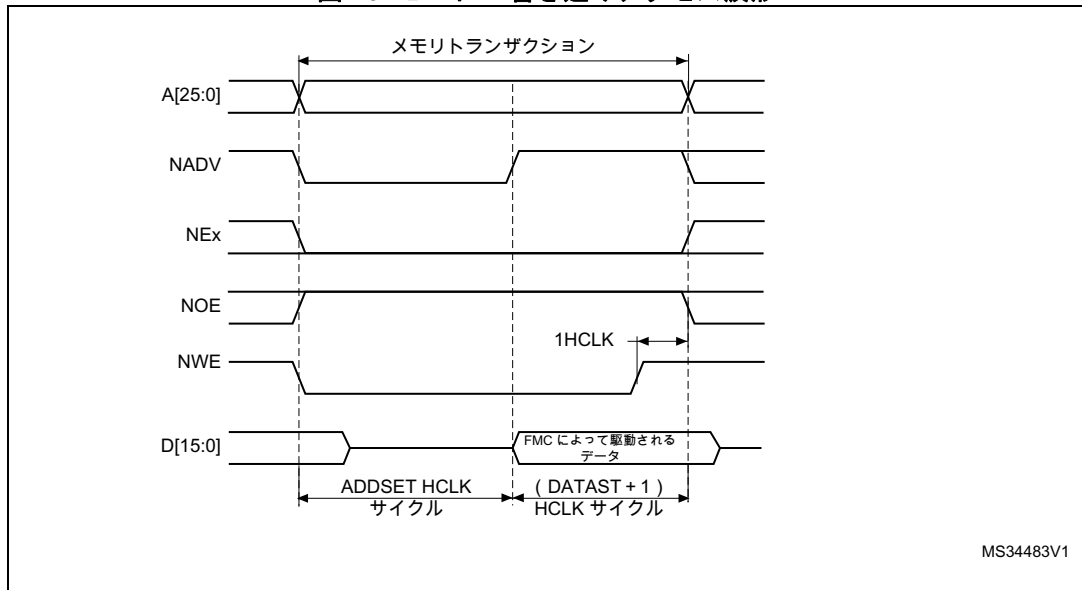 メモリトランザクション
A[25:0]
NADV
NEx
NOE
1HCLK
NWE
D[15:0]
FMC によって駆動される
データ
ADDSET HCLK
サイクル
( DATAST + 1 )
HCLK サイクル
MS34483V1